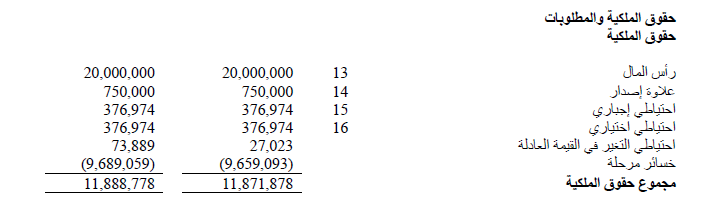 حقوق الملكية والمطلوبات
حقوق الملكية
رأس المال 13 20,000,000 20,000,000
علاوة إصدار 14 750,000 750,000
احتياطي إجباري 15 376,974 376,974
احتياطي اختياري 16 376,974 376,974
احتياطي التغير في القيمة العادلة 27,023 73,889
خسائر مرحلة (9,659,093) (9,689,059)
مجموع حقوق الملكية 11,871,878 11,888,778